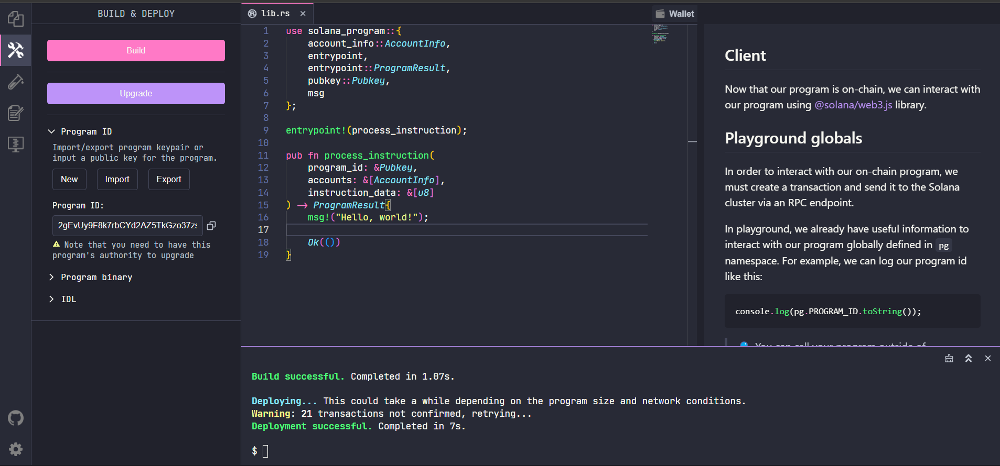 BUILD & DEPLOY
Build
Upgrade
Program ID
Import/export program keypair or
input a public key for the program.
New
Import
Export
Program ID:
2gEvUy9F8k7rbCYd2AZ5TkGzo37zs
⚠ Note that you need to have this
program's authority to upgrade
Program binary
IDL
lib.rs
Wallet
1 use solana_program::{
2 account_info::AccountInfo,
3 entrypoint,
4 entrypoint::ProgramResult,
5 pubkey::Pubkey,
6 msg
7 };
8
9 entrypoint!(process_instruction);
10
11 pub fn process_instruction(
12 program_id: &Pubkey,
13 accounts: &[AccountInfo],
14 instruction_data: &[u8]
15 ) -> ProgramResult{
16 msg!("Hello, world!");
17
18 Ok(())
19 }
Client
Now that our program is on-chain, we can interact with
our program using @solana/web3.js library.
Playground globals
In order to interact with our on-chain program, we
must create a transaction and send it to the Solana
cluster via an RPC endpoint.
In playground, we already have useful information to
interact with our program globally defined in pg
namespace. For example, we can log our program id
like this:
console.log(pg.PROGRAM_ID.toString());
You can call your program outside of
Build successful. Completed in 1.07s.
Deploying... This could take a while depending on the program size and network conditions.
Warning: 21 transactions not confirmed, retrying...
Deployment successful. Completed in 7s.
$